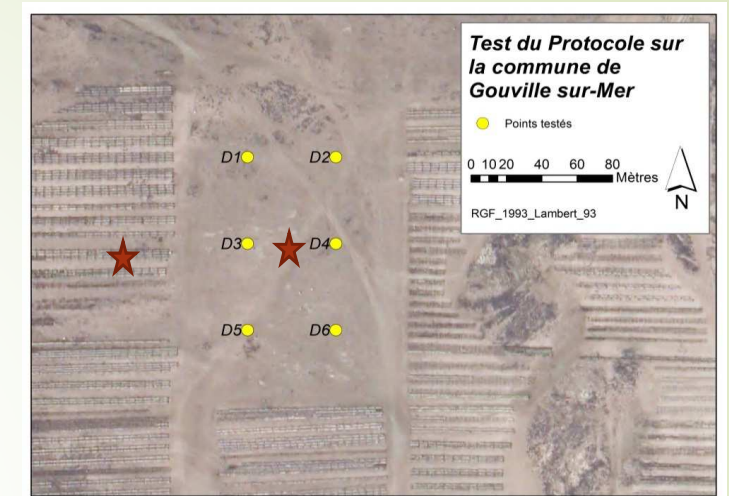 Test du Protocole sur
la commune de
Gouville sur-Mer
Points testés
0 10 20 40 60 80
Mètres
N
RGF_1993_Lambert_93
D1 D2
D3 D4
D5 D6